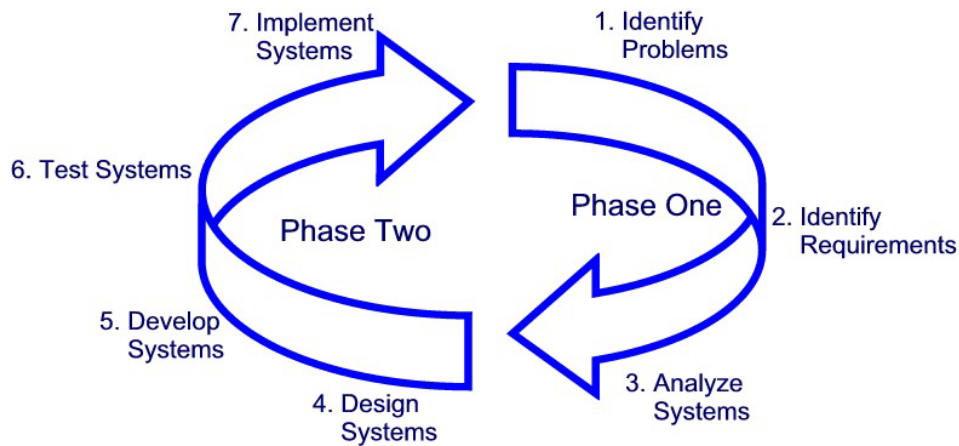 1. Identify
Problems
2. Identify
Requirements
3. Analyze
Systems
4. Design
Systems
5. Develop
Systems
6. Test Systems
7. Implement
Systems
Phase One
Phase Two